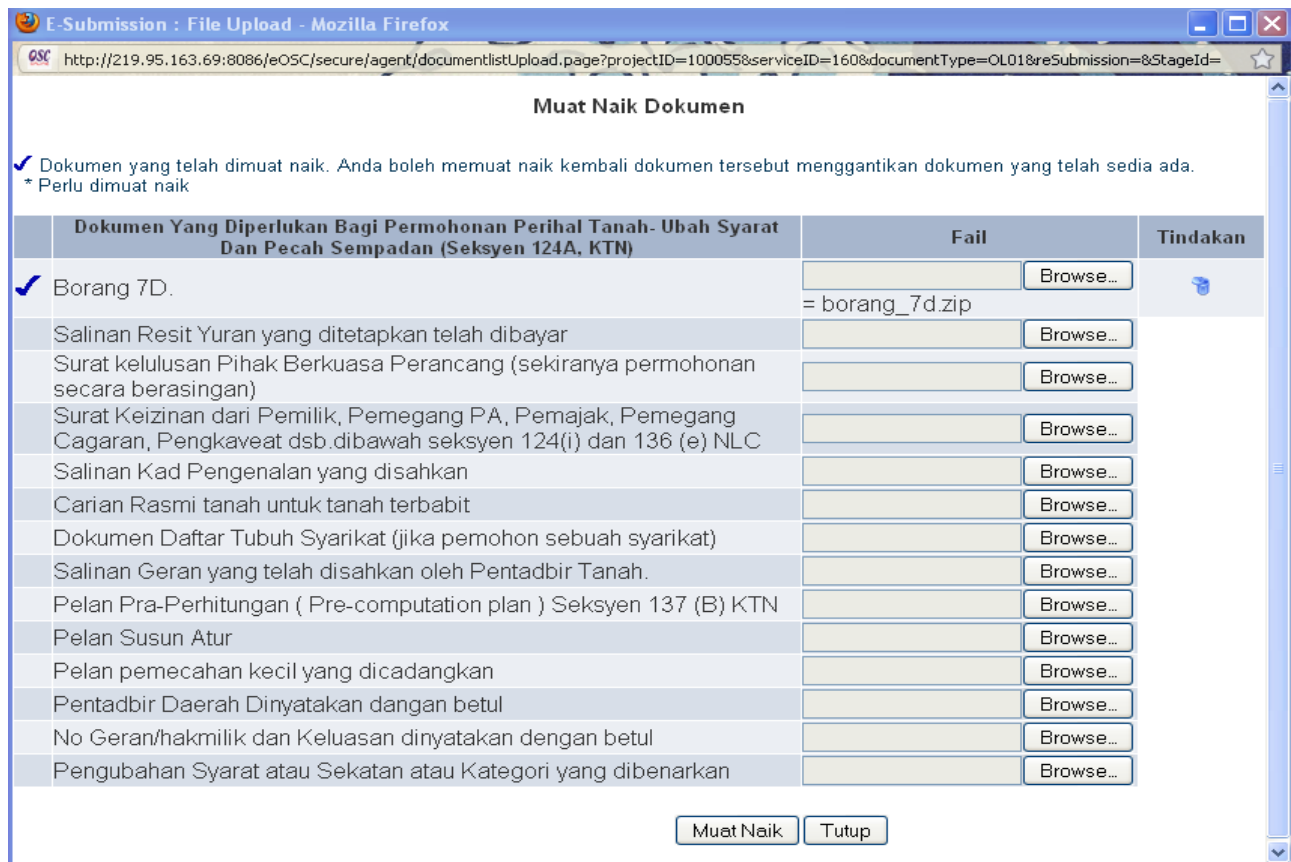 E-Submission : File Upload - Mozilla Firefox
OSC http://219.95.163.69:8086/eOSC/secure/agent/documentlistUpload.page?projectID=100055&serviceID=160&documentType=OL01&reSubmission=&StageId=
Muat Naik Dokumen
Dokumen yang telah dimuat naik. Anda boleh memuat naik kembali dokumen tersebut menggantikan dokumen yang telah sedia ada.
* Perlu dimuat naik
Dokumen Yang Diperlukan Bagi Permohonan Perihal Tanah- Ubah Syarat
Dan Pecah Sempadan (Seksyen 124A, KTN)
Fail
Tindakan
Borang 7D.
Browse...
= borang_7d.zip
Salinan Resit Yuran yang ditetapkan telah dibayar
Browse...
Surat kelulusan Pihak Berkuasa Perancang (sekiranya permohonan
secara berasingan)
Browse...
Surat Keizinan dari Pemilik, Pemegang PA, Pemajak, Pemegang
Cagaran, Pengkaveat dsb.dibawah seksyen 124(i) dan 136 (e) NLC
Browse...
Salinan Kad Pengenalan yang disahkan
Browse...
Carian Rasmi tanah untuk tanah terbabit
Browse...
Dokumen Daftar Tubuh Syarikat (jika pemohon sebuah syarikat)
Browse...
Salinan Geran yang telah disahkan oleh Pentadbir Tanah.
Browse...
Pelan Pra-Perhitungan ( Pre-computation plan ) Seksyen 137 (B) KTN
Browse...
Pelan Susun Atur
Browse...
Pelan pemecahan kecil yang dicadangkan
Browse...
Pentadbir Daerah Dinyatakan dangan betul
Browse...
No Geran/hakmilik dan Keluasan dinyatakan dengan betul
Browse...
Pengubahan Syarat atau Sekatan atau Kategori yang dibenarkan
Browse...
Muat Naik
Tutup